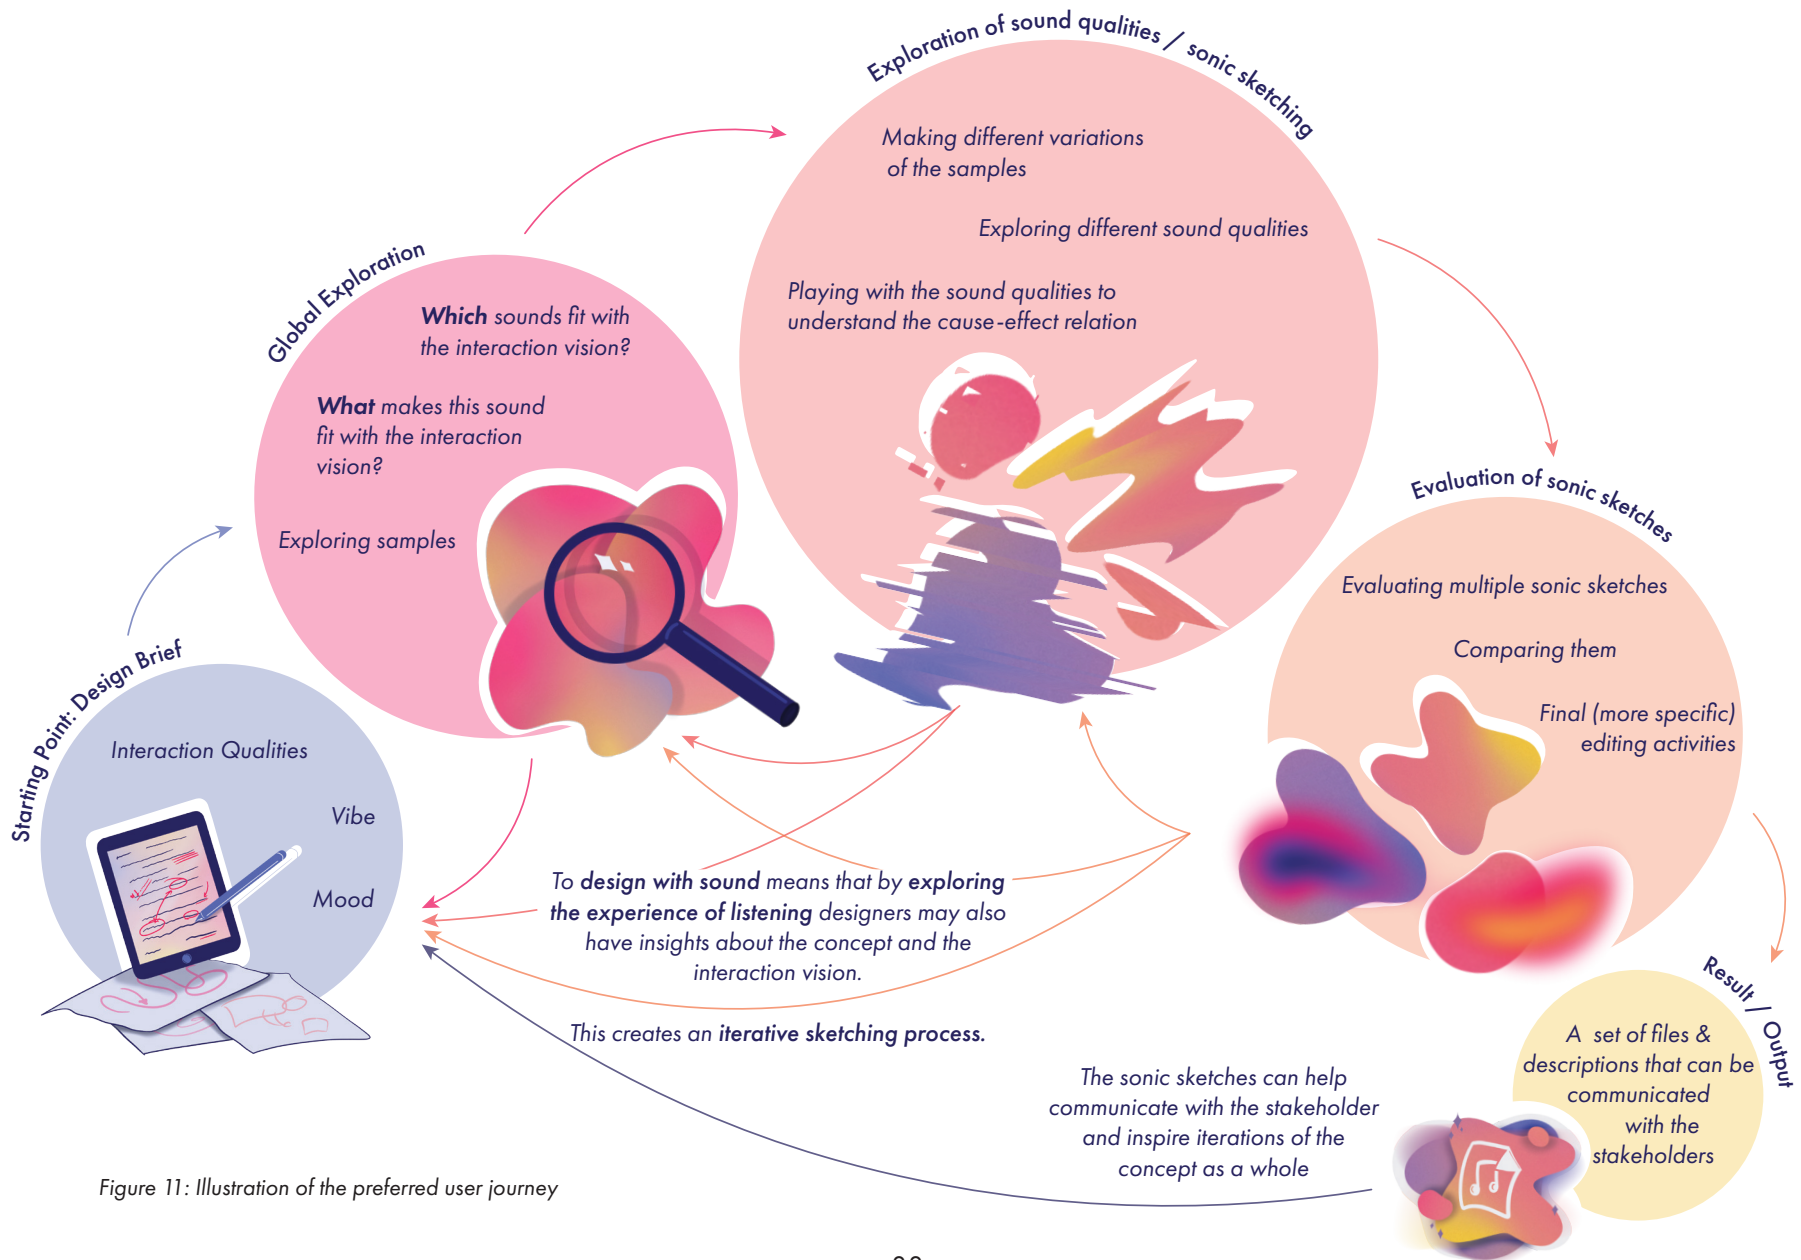 Exploration of sound qualities / sonic sketching
Making different variations
of the samples
Exploring different sound qualities
Playing with the sound qualities to
understand the cause-effect relation
Global Exploration
Which sounds fit with
the interaction vision?
What makes this sound
fit with the interaction
vision?
Exploring samples
Evaluation of sonic sketches
Evaluating multiple sonic sketches
Comparing them
Final (more specific)
editing activities
Starting Point: Design Brief
Interaction Qualities
Vibe
Mood
To design with sound means that by exploring
the experience of listening designers may also
have insights about the concept and the
interaction vision.
This creates an iterative sketching process.
Result / Output
A set of files &
descriptions that can be
communicated
with the
stakeholders
The sonic sketches can help
communicate with the stakeholder
and inspire iterations of the
concept as a whole
Figure 11: Illustration of the preferred user journey